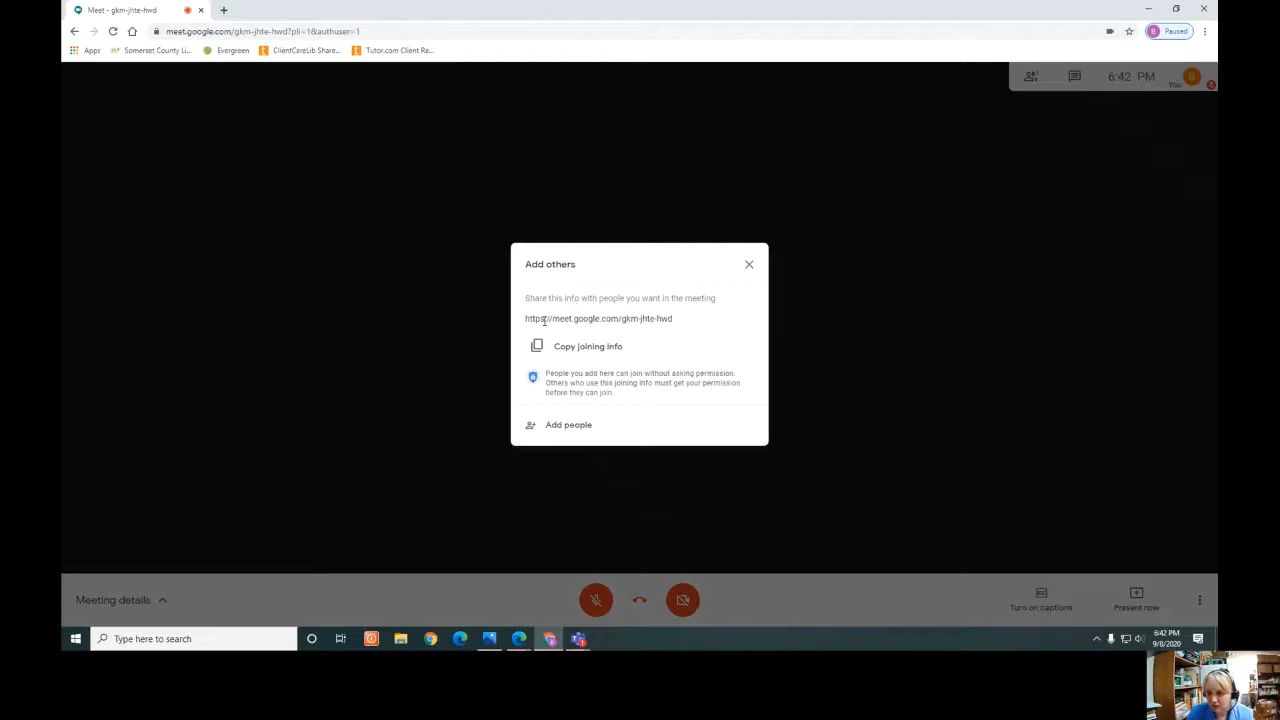 Meet - gkm-jhte-hwd
meet.google.com/gkm-jhte-hwd?pli=1&authuser=1
B Paused
Apps Somerset County Li... Evergreen ClientCareLib Share... Tutor.com Client Re...
6:42 PM
You
Add others
Share this info with people you want in the meeting
https://meet.google.com/gkm-jhte-hwd
Copy joining info
People you add here can join without asking permission.
Others who use this joining info must get your permission
before they can join.
Add people
Meeting details
Turn on captions
Present now
Type here to search
6:42 PM
9/8/2020